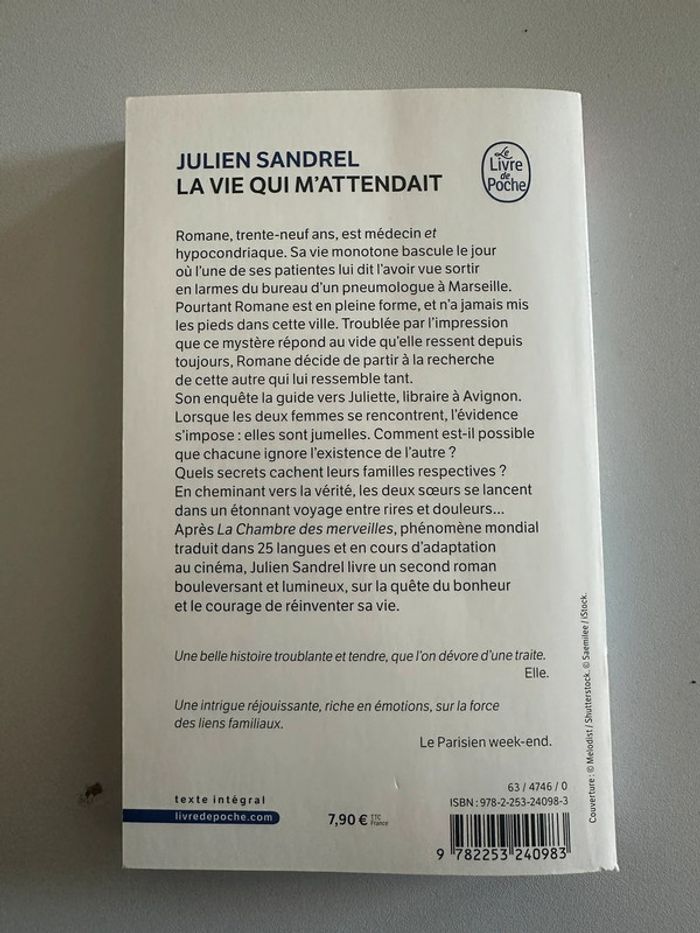 JULIEN SANDREL
LA VIE QUI M'ATTENDAIT
Le
Livre
de
Poche
Romane, trente-neuf ans, est médecin et
hypocondriaque. Sa vie monotone bascule le jour
où l'une de ses patientes lui dit l'avoir vue sortir
en larmes du bureau d'un pneumologue à Marseille.
Pourtant Romane est en pleine forme, et n'a jamais mis
les pieds dans cette ville. Troublée par l'impression
que ce mystère répond au vide qu'elle ressent depuis
toujours, Romane décide de partir à la recherche
de cette autre qui lui ressemble tant.
Son enquête la guide vers Juliette, libraire à Avignon.
Lorsque les deux femmes se rencontrent, l'évidence
s'impose : elles sont jumelles. Comment est-il possible
que chacune ignore l'existence de l'autre ?
Quels secrets cachent leurs familles respectives ?
En cheminant vers la vérité, les deux sœurs se lancent
dans un étonnant voyage entre rires et douleurs...
Après La Chambre des merveilles, phénomène mondial
traduit dans 25 langues et en cours d'adaptation
au cinéma, Julien Sandrel livre un second roman
bouleversant et lumineux, sur la quête du bonheur
et le courage de réinventer sa vie.
Une belle histoire troublante et tendre, que l'on dévore d'une traite.
Elle.
Une intrigue réjouissante, riche en émotions, sur la force
des liens familiaux.
Le Parisien week-end.
Couverture : © Melodist / Shutterstock. © Saemilee / iStock.
texte intégral
livredepoche.com
7,90 € TTC
France
63 / 4746 / 0
ISBN : 978-2-253-24098-3
9 782253 240983